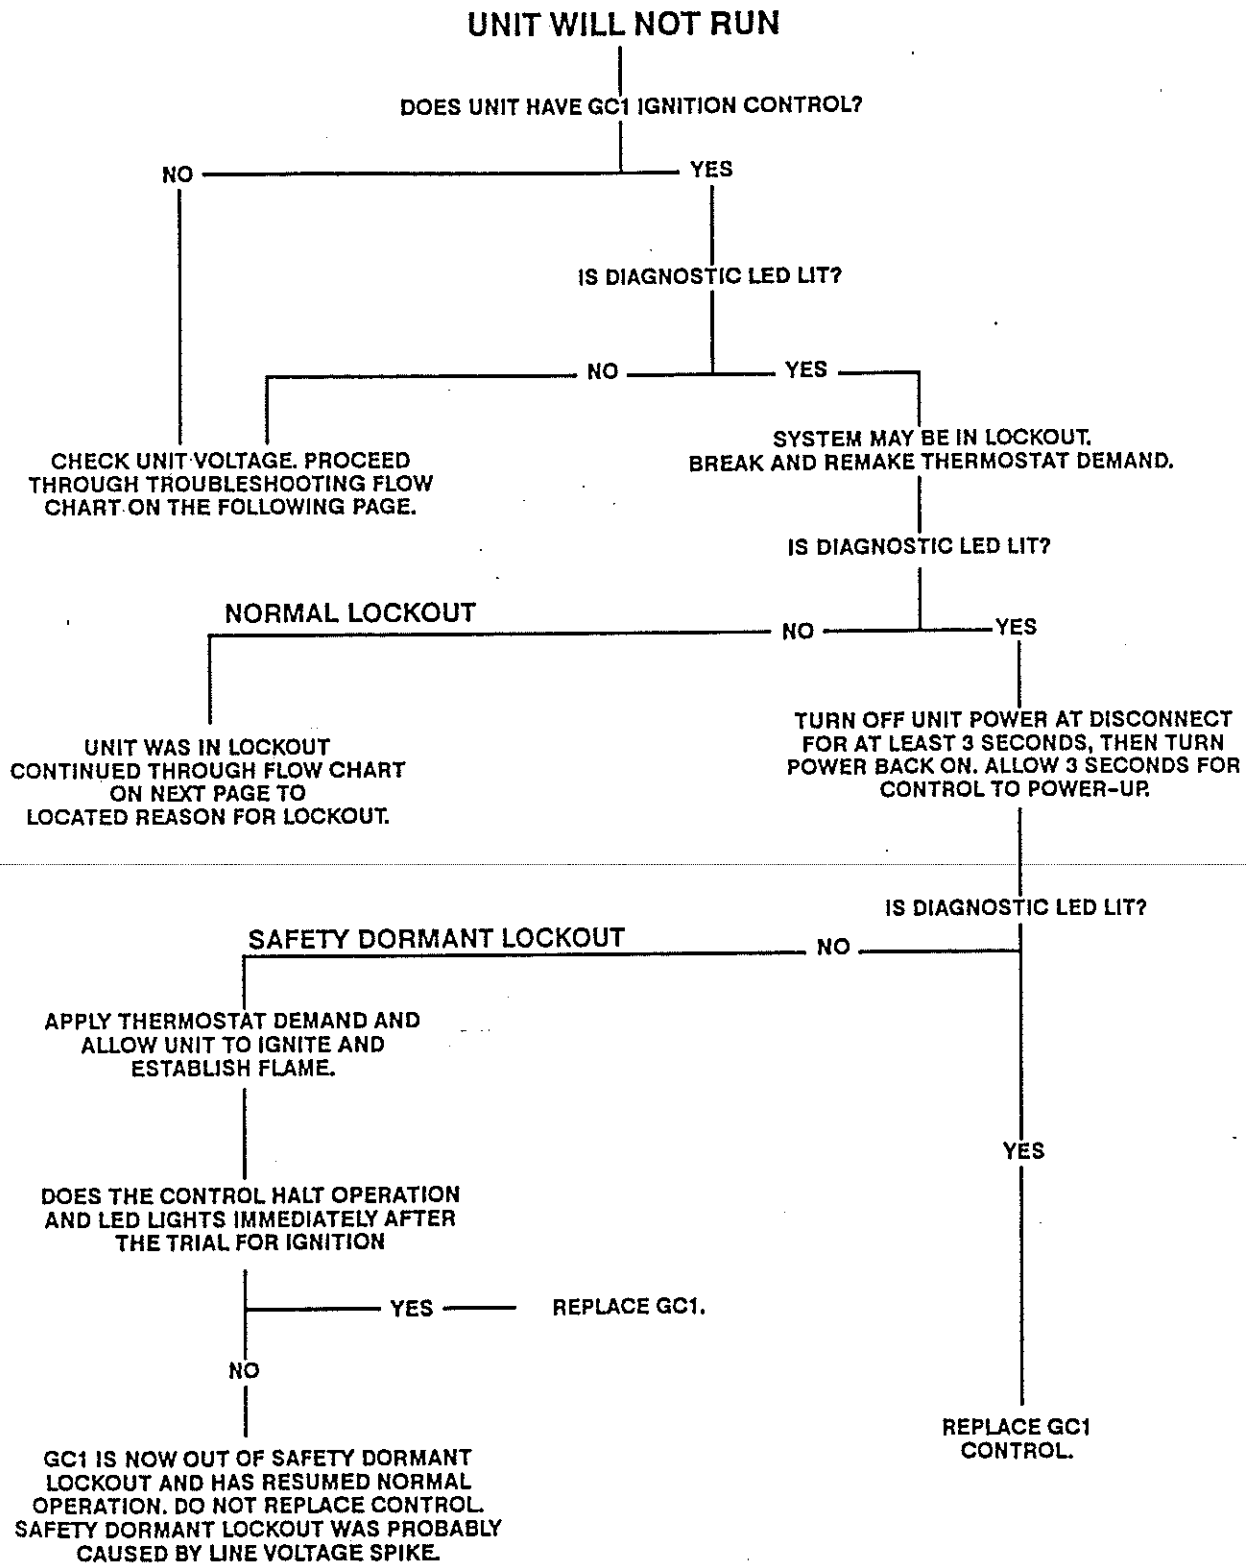 UNIT WILL NOT RUN
DOES UNIT HAVE GC1 IGNITION CONTROL?
NO
YES
IS DIAGNOSTIC LED LIT?
NO
YES
CHECK UNIT VOLTAGE. PROCEED
THROUGH TROUBLESHOOTING FLOW
CHART ON THE FOLLOWING PAGE.
SYSTEM MAY BE IN LOCKOUT.
BREAK AND REMAKE THERMOSTAT DEMAND.
IS DIAGNOSTIC LED LIT?
NORMAL LOCKOUT
NO
YES
UNIT WAS IN LOCKOUT
CONTINUED THROUGH FLOW CHART
ON NEXT PAGE TO
LOCATED REASON FOR LOCKOUT.
TURN OFF UNIT POWER AT DISCONNECT
FOR AT LEAST 3 SECONDS, THEN TURN
POWER BACK ON. ALLOW 3 SECONDS FOR
CONTROL TO POWER-UP.
IS DIAGNOSTIC LED LIT?
SAFETY DORMANT LOCKOUT
NO
APPLY THERMOSTAT DEMAND AND
ALLOW UNIT TO IGNITE AND
ESTABLISH FLAME.
YES
DOES THE CONTROL HALT OPERATION
AND LED LIGHTS IMMEDIATELY AFTER
THE TRIAL FOR IGNITION
YES
REPLACE GC1.
NO
REPLACE GC1
CONTROL.
GC1 IS NOW OUT OF SAFETY DORMANT
LOCKOUT AND HAS RESUMED NORMAL
OPERATION. DO NOT REPLACE CONTROL.
SAFETY DORMANT LOCKOUT WAS PROBABLY
CAUSED BY LINE VOLTAGE SPIKE.